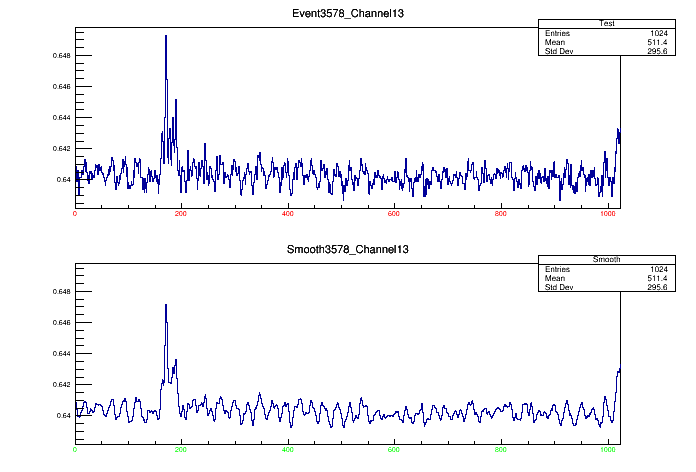 Event3578_Channel13
Test
Entries 1024
Mean 511.4
Std Dev 295.6
0.648
0.646
0.644
0.642
0.64
0 200 400 600 800 1000
Smooth3578_Channel13
Smooth
Entries 1024
Mean 511.4
Std Dev 295.6
0.648
0.646
0.644
0.642
0.64
0 200 400 600 800 1000